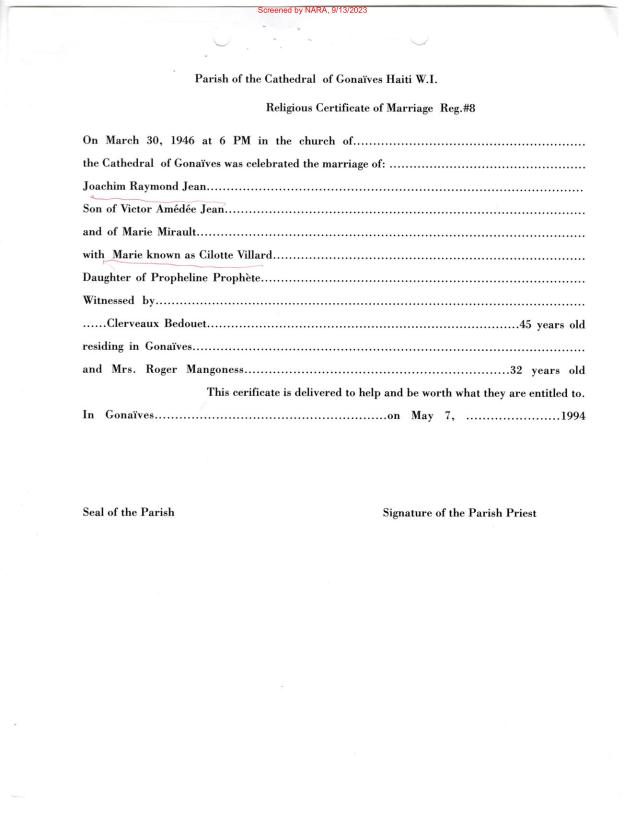 Screened by NARA, 9/13/2023
Parish of the Cathedral of Gonaïves Haiti W.I.
Religious Certificate of Marriage Reg.#8
On March 30, 1946 at 6 PM in the church of..........................................................
the Cathedral of Gonaïves was celebrated the marriage of: .................................................
Joachim Raymond Jean..............................................................................................
Son of Victor Amédée Jean.........................................................................................
and of Marie Mirault................................................................................................
with Marie known as Cilotte Villard.............................................................................
Daughter of Propheline Prophète................................................................................
Witnessed by..........................................................................................................
......Clerveaux Bedouet.............................................................................45 years old
residing in Gonaïves.................................................................................................
and Mrs. Roger Mangoness.................................................................32 years old
This cerificate is delivered to help and be worth what they are entitled to.
In Gonaïves.........................................................on May 7, .......................1994
Seal of the Parish
Signature of the Parish Priest